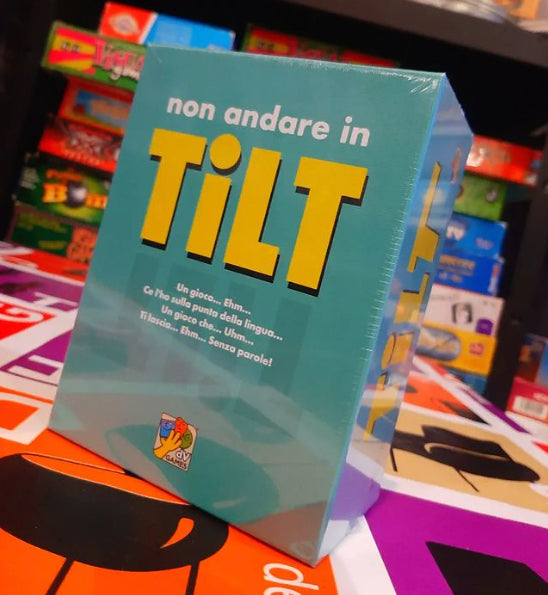 non andare in
TiLT
Un gioco... Ehm...
Ce l'ho sulla punta della lingua...
Un gioco che... Uhm...
Ti lascia... Ehm... Senza parole!
dV
GAMES
TiLT